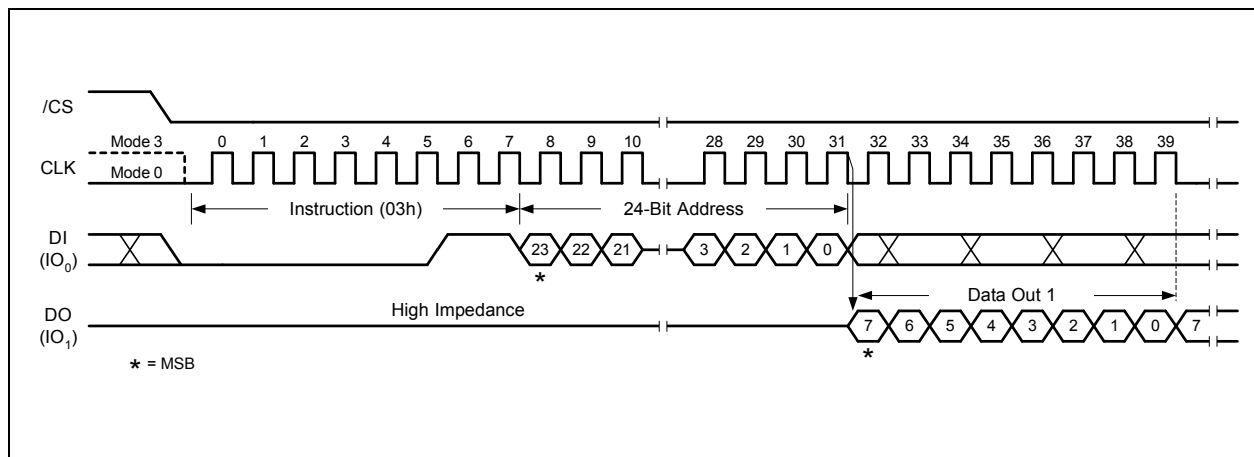 /CS
Mode 3 0 1 2 3 4 5 6 7 8 9 10 28 29 30 31 32 33 34 35 36 37 38 39
CLK
Mode 0
Instruction (03h) 24-Bit Address
DI
(IO0)
23 22 21 3 2 1 0
*
High Impedance Data Out 1
DO
(IO1)
7 6 5 4 3 2 1 0 7
*
* = MSB